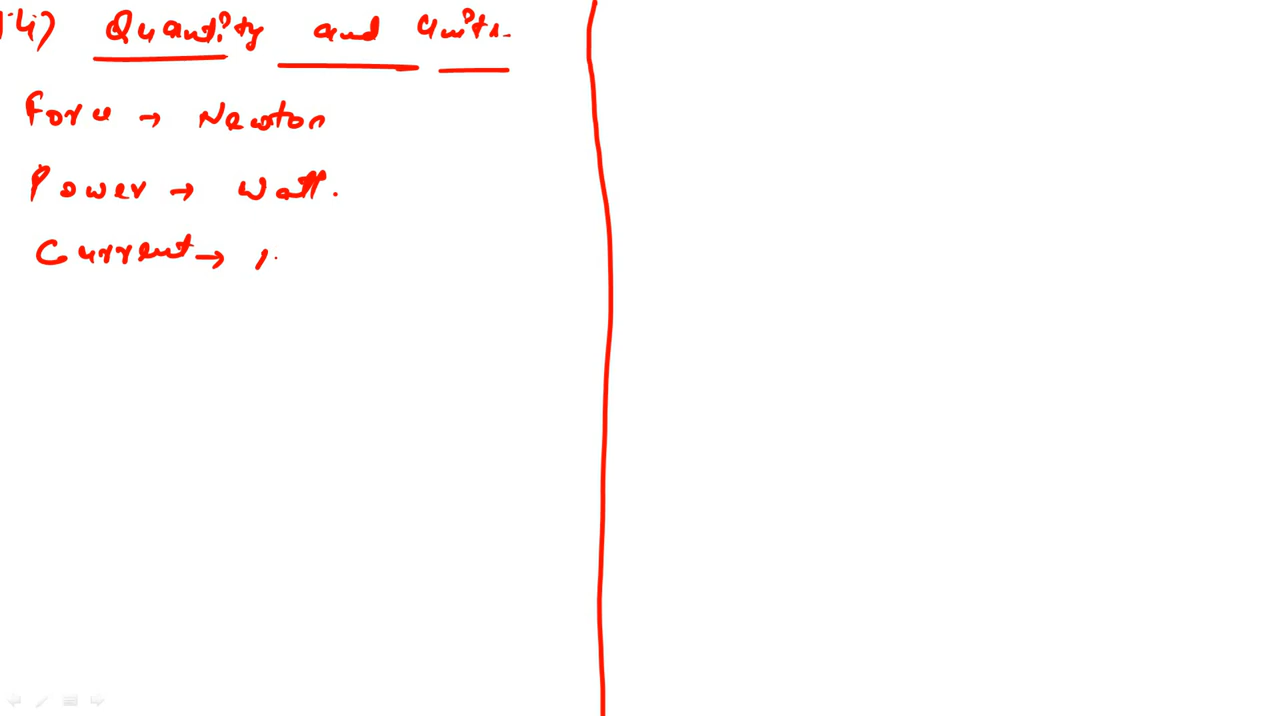 Quantity and Units.
Force → Newton
Power → Watt.
Current →